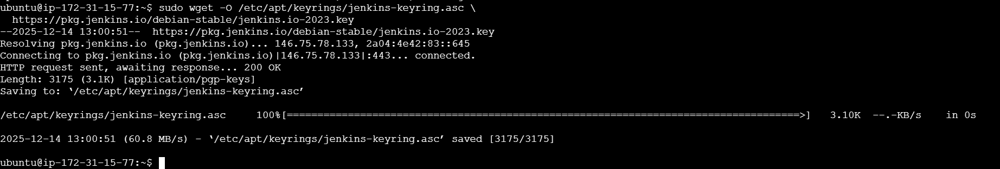 ubuntu@ip-172-31-15-77:~$ sudo wget -O /etc/apt/keyrings/jenkins-keyring.asc \
  https://pkg.jenkins.io/debian-stable/jenkins.io-2023.key
--2025-12-14 13:00:51--  https://pkg.jenkins.io/debian-stable/jenkins.io-2023.key
Resolving pkg.jenkins.io (pkg.jenkins.io)... 146.75.78.133, 2a04:4e42:83::645
Connecting to pkg.jenkins.io (pkg.jenkins.io)|146.75.78.133|:443... connected.
HTTP request sent, awaiting response... 200 OK
Length: 3175 (3.1K) [application/pgp-keys]
Saving to: ‘/etc/apt/keyrings/jenkins-keyring.asc’
/etc/apt/keyrings/jenkins-keyring.asc     100%[====================================================================================>]   3.10K  --.-KB/s    in 0s
2025-12-14 13:00:51 (60.8 MB/s) - ‘/etc/apt/keyrings/jenkins-keyring.asc’ saved [3175/3175]
ubuntu@ip-172-31-15-77:~$